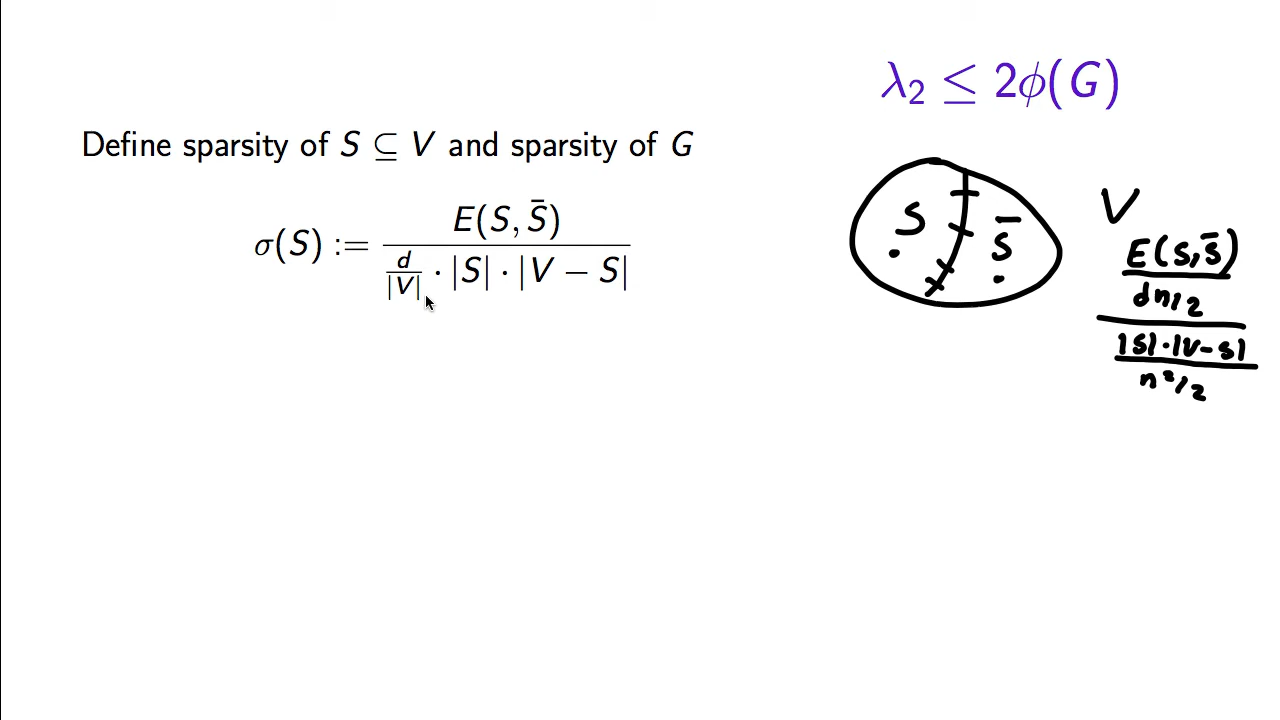 λ₂ ≤ 2ϕ(G)
Define sparsity of S ⊆ V and sparsity of G
σ(S) := E(S, S̄) / (d/|V| · |S| · |V − S|)
S S̄ V
E(S, S̄)
dn/2
|S|·|V-S|
n²/2